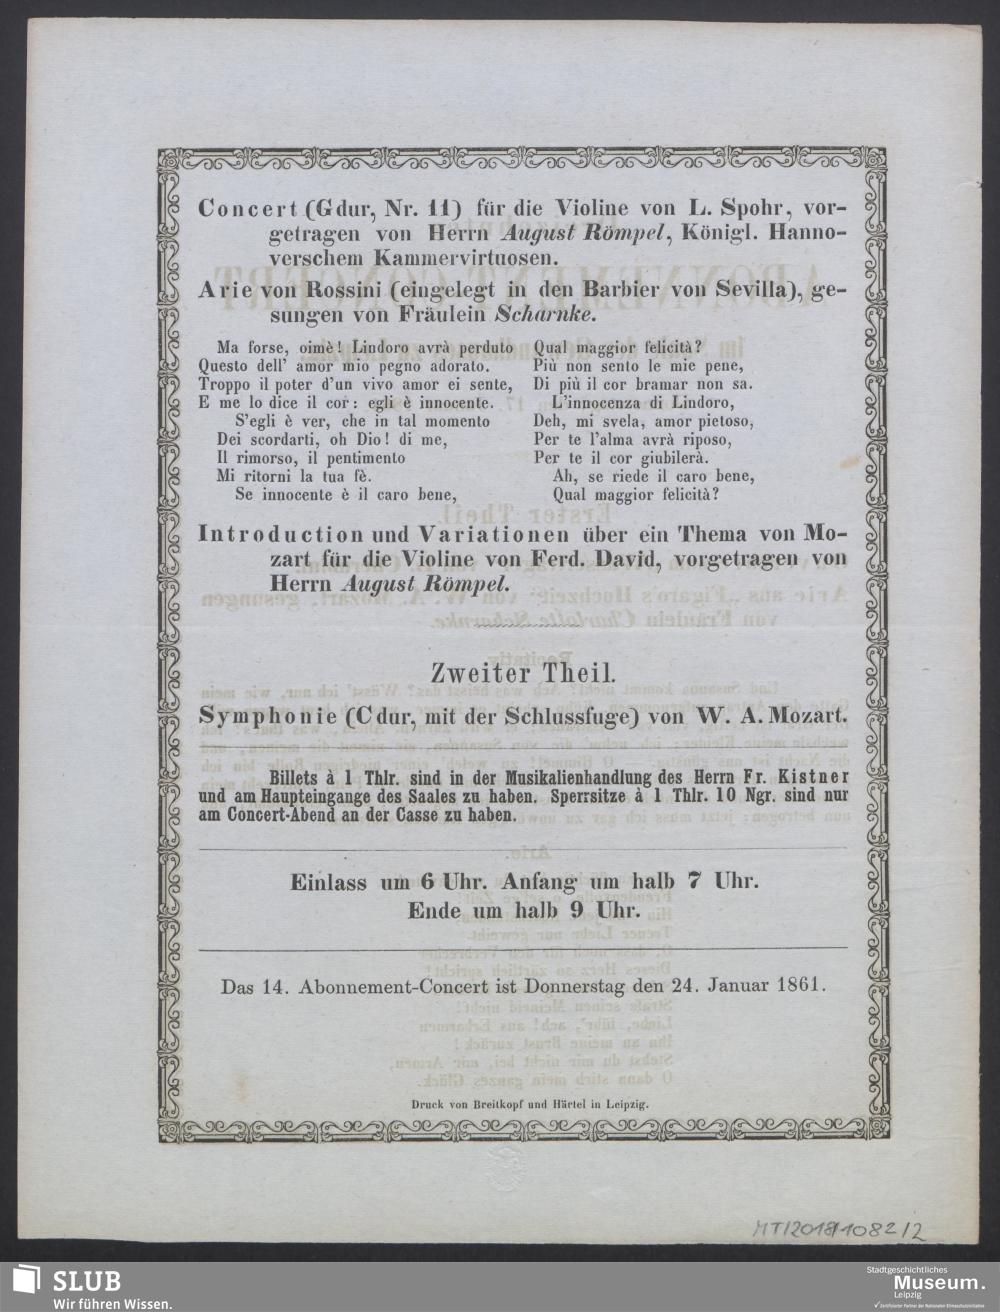 Concert (Gdur, Nr. 11) für die Violine von L. Spohr, vor-
getragen von Herrn August Römpel, Königl. Hanno-
verschem Kammervirtuosen.
Arie von Rossini (eingelegt in den Barbier von Sevilla), ge-
sungen von Fräulein Scharnke.
Ma forse, oimè! Lindoro avrà perduto
Questo dell' amor mio pegno adorato.
Troppo il poter d'un vivo amor ei sente,
E me lo dice il cor: egli è innocente.
S'egli è ver, che in tal momento
Dei scordarti, oh Dio! di me,
Il rimorso, il pentimento
Mi ritorni la tua fè.
Se innocente è il caro bene,
Qual maggior felicità?
Più non sento le mie pene,
Di più il cor bramar non sa.
L'innocenza di Lindoro,
Deh, mi svela, amor pietoso,
Per te l'alma avrà riposo,
Per te il cor giubilerà.
Ah, se riede il caro bene,
Qual maggior felicità?
Introduction und Variationen über ein Thema von Mo-
zart für die Violine von Ferd. David, vorgetragen von
Herrn August Römpel.
Zweiter Theil.
Symphonie (Cdur, mit der Schlussfuge) von W. A. Mozart.
Billets à 1 Thlr. sind in der Musikalienhandlung des Herrn Fr. Kistner
und am Haupteingange des Saales zu haben. Sperrsitze à 1 Thlr. 10 Ngr. sind nur
am Concert-Abend an der Casse zu haben.
Einlass um 6 Uhr. Anfang um halb 7 Uhr.
Ende um halb 9 Uhr.
Das 14. Abonnement-Concert ist Donnerstag den 24. Januar 1861.
Druck von Breitkopf und Härtel in Leipzig.
MT/2018/1082/2
SLUB
Wir führen Wissen.
Stadtgeschichtliches
Museum.
Leipzig
Zertifizierter Partner der Nationalen Klimaschutzinitiative